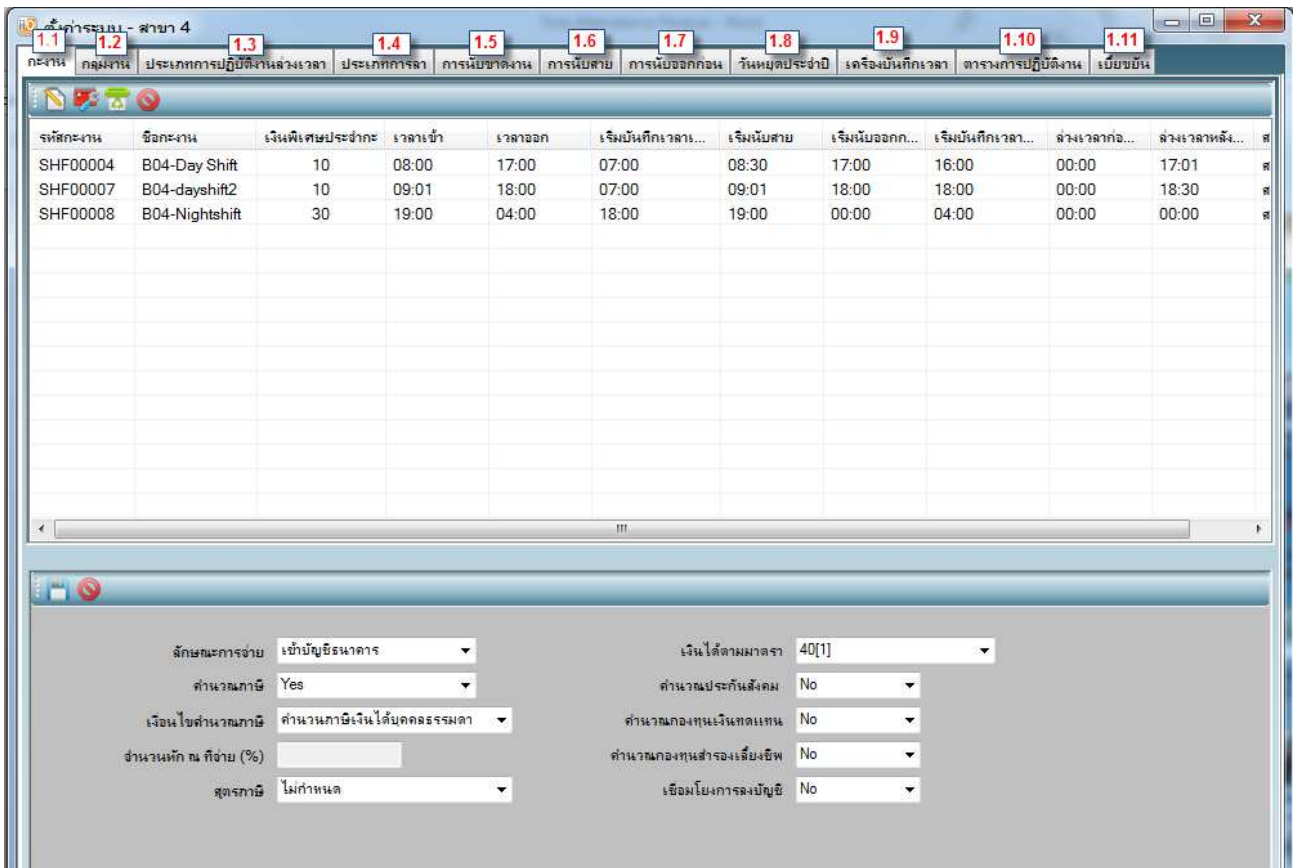 ตั้งค่าระบบ - สาขา 4
1.1 1.2 1.3 1.4 1.5 1.6 1.7 1.8 1.9 1.10 1.11
กะงาน กลุ่มงาน ประเภทการปฏิบัติงานล่วงเวลา ประเภทการลา การนับขาดงาน การนับสาย การนับออกก่อน วันหยุดประจำปี เครื่องบันทึกเวลา ตารางการปฏิบัติงาน เบี้ยขยัน
รหัสกะงาน ชื่อกะงาน เงินพิเศษประจำกะ เวลาเข้า เวลาออก เริ่มบันทึกเวลาเ... เริ่มนับสาย เริ่มนับออกก... เริ่มบันทึกเวลา... ล่วงเวลาก่อ... ล่วงเวลาหลัง... ส
SHF00004 B04-Day Shift 10 08:00 17:00 07:00 08:30 17:00 16:00 00:00 17:01 ส
SHF00007 B04-dayshift2 10 09:01 18:00 07:00 09:01 18:00 18:00 00:00 18:30 ส
SHF00008 B04-Nightshift 30 19:00 04:00 18:00 19:00 00:00 04:00 00:00 00:00 ส
ลักษณะการจ่าย เข้าบัญชีธนาคาร เงินได้ตามมาตรา 40[1]
คำนวณภาษี Yes คำนวณประกันสังคม No
เงื่อนไขคำนวณภาษี คำนวนภาษีเงินได้บุคคลธรรมดา คำนวณกองทุนเงินทดแทน No
จำนวนหัก ณ ที่จ่าย (%) คำนวณกองทุนสำรองเลี้ยงชีพ No
สูตรภาษี ไม่กำหนด เชื่อมโยงการลงบัญชี No